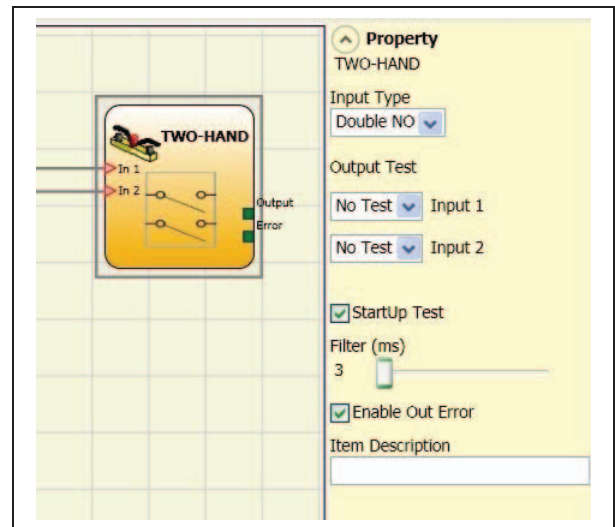 TWO-HAND
In 1
In 2
Output
Error
Property
TWO-HAND
Input Type
Double NO
Output Test
No Test Input 1
No Test Input 2
StartUp Test
Filter (ms)
3
Enable Out Error
Item Description